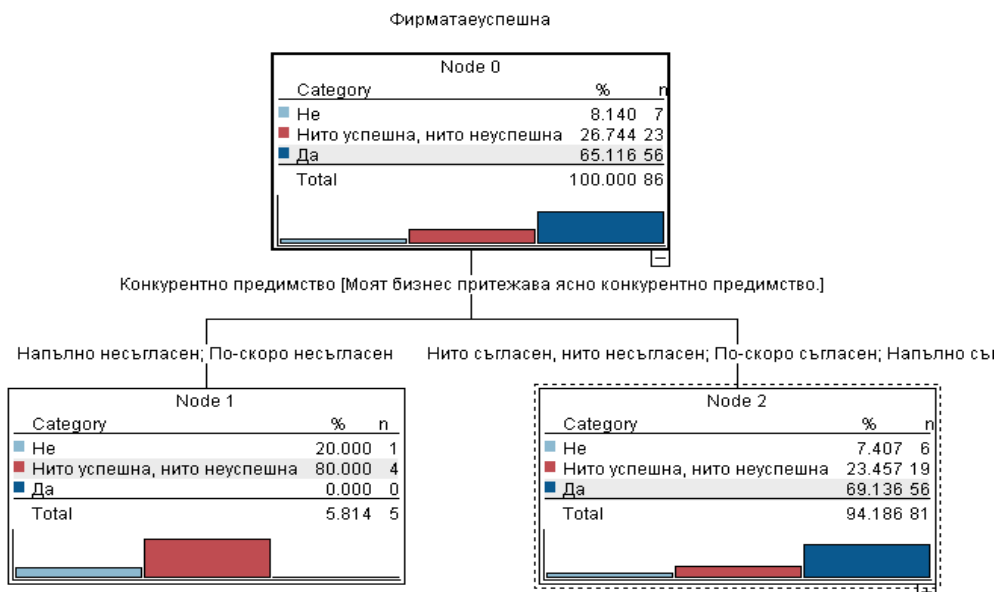 Фирматаеуспешна
Node 0
Category % n
Не 8.140 7
Нито успешна, нито неуспешна 26.744 23
Да 65.116 56
Total 100.000 86
Конкурентно предимство [Моят бизнес притежава ясно конкурентно предимство.]
Напълно несъгласен; По-скоро несъгласен
Нито съгласен, нито несъгласен; По-скоро съгласен; Напълно съ
Node 1
Category % n
Не 20.000 1
Нито успешна, нито неуспешна 80.000 4
Да 0.000 0
Total 5.814 5
Node 2
Category % n
Не 7.407 6
Нито успешна, нито неуспешна 23.457 19
Да 69.136 56
Total 94.186 81